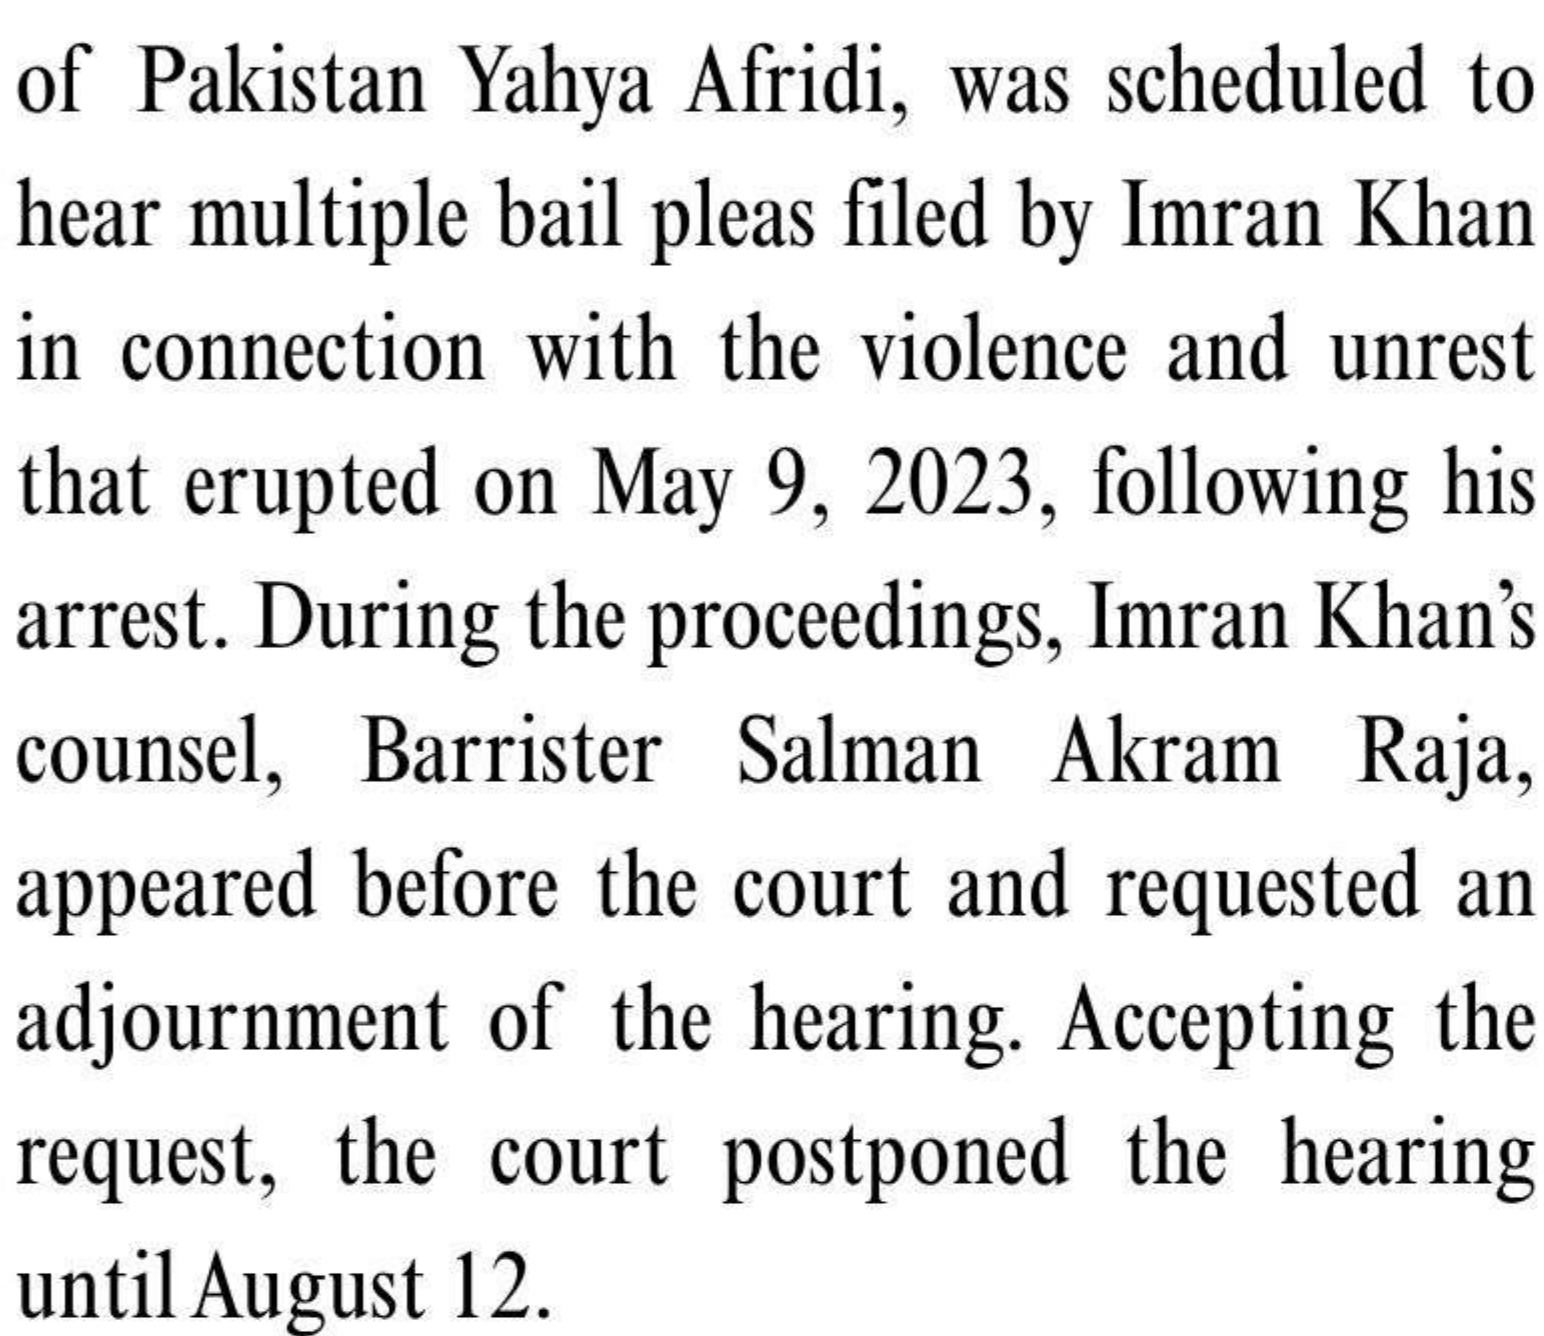 of Pakistan Yahya Afridi, was scheduled to
hear multiple bail pleas filed by Imran Khan
in connection with the violence and unrest
that erupted on May 9, 2023, following his
arrest. During the proceedings, Imran Khan’s
counsel, Barrister Salman Akram Raja,
appeared before the court and requested an
adjournment of the hearing. Accepting the
request, the court postponed the hearing
until August 12.